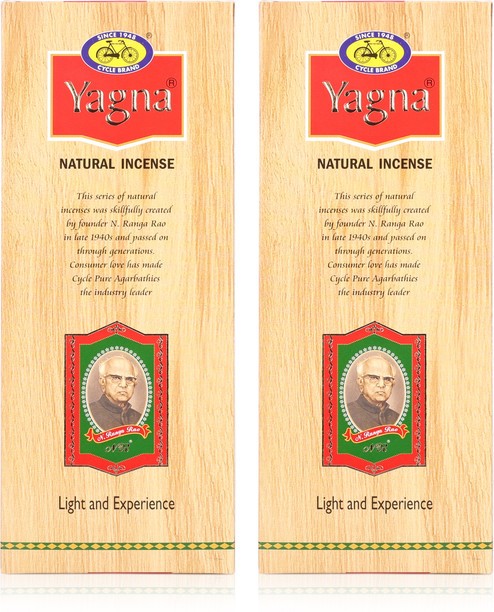 SINCE 1948
CYCLE BRAND
®
Yagna®
NATURAL INCENSE
This series of natural
incenses was skillfully created
by founder N. Ranga Rao
in late 1940s and passed on
through generations.
Consumer love has made
Cycle Pure Agarbathies
the industry leader
N. Ranga Rao
Light and Experience
SINCE 1948
CYCLE BRAND
®
Yagna®
NATURAL INCENSE
This series of natural
incenses was skillfully created
by founder N. Ranga Rao
in late 1940s and passed on
through generations.
Consumer love has made
Cycle Pure Agarbathies
the industry leader
N. Ranga Rao
Light and Experience